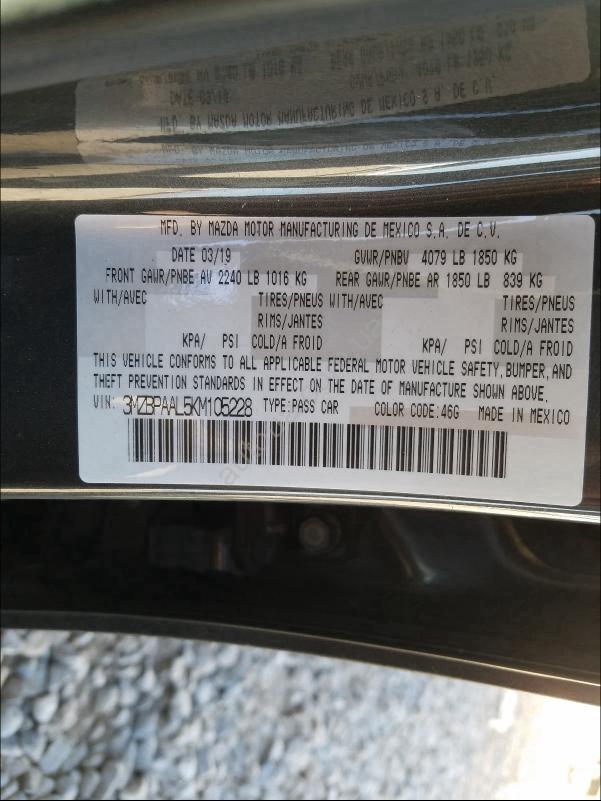 MFD. BY MAZDA MOTOR MANUFACTURING DE MEXICO S.A. DE C.V.
DATE 03/19 GVWR/PNBV 4079 LB 1850 KG
FRONT GAWR/PNBE AV 2240 LB 1016 KG REAR GAWR/PNBE AR 1850 LB 839 KG
WITH/AVEC TIRES/PNEUS WITH/AVEC TIRES/PNEUS
RIMS/JANTES RIMS/JANTES
KPA/ PSI COLD/A FROID KPA/ PSI COLD/A FROID
THIS VEHICLE CONFORMS TO ALL APPLICABLE FEDERAL MOTOR VEHICLE SAFETY, BUMPER, AND
THEFT PREVENTION STANDARDS IN EFFECT ON THE DATE OF MANUFACTURE SHOWN ABOVE.
VIN: 3MZBPAAL5KM105228 TYPE:PASS CAR COLOR CODE:46G MADE IN MEXICO